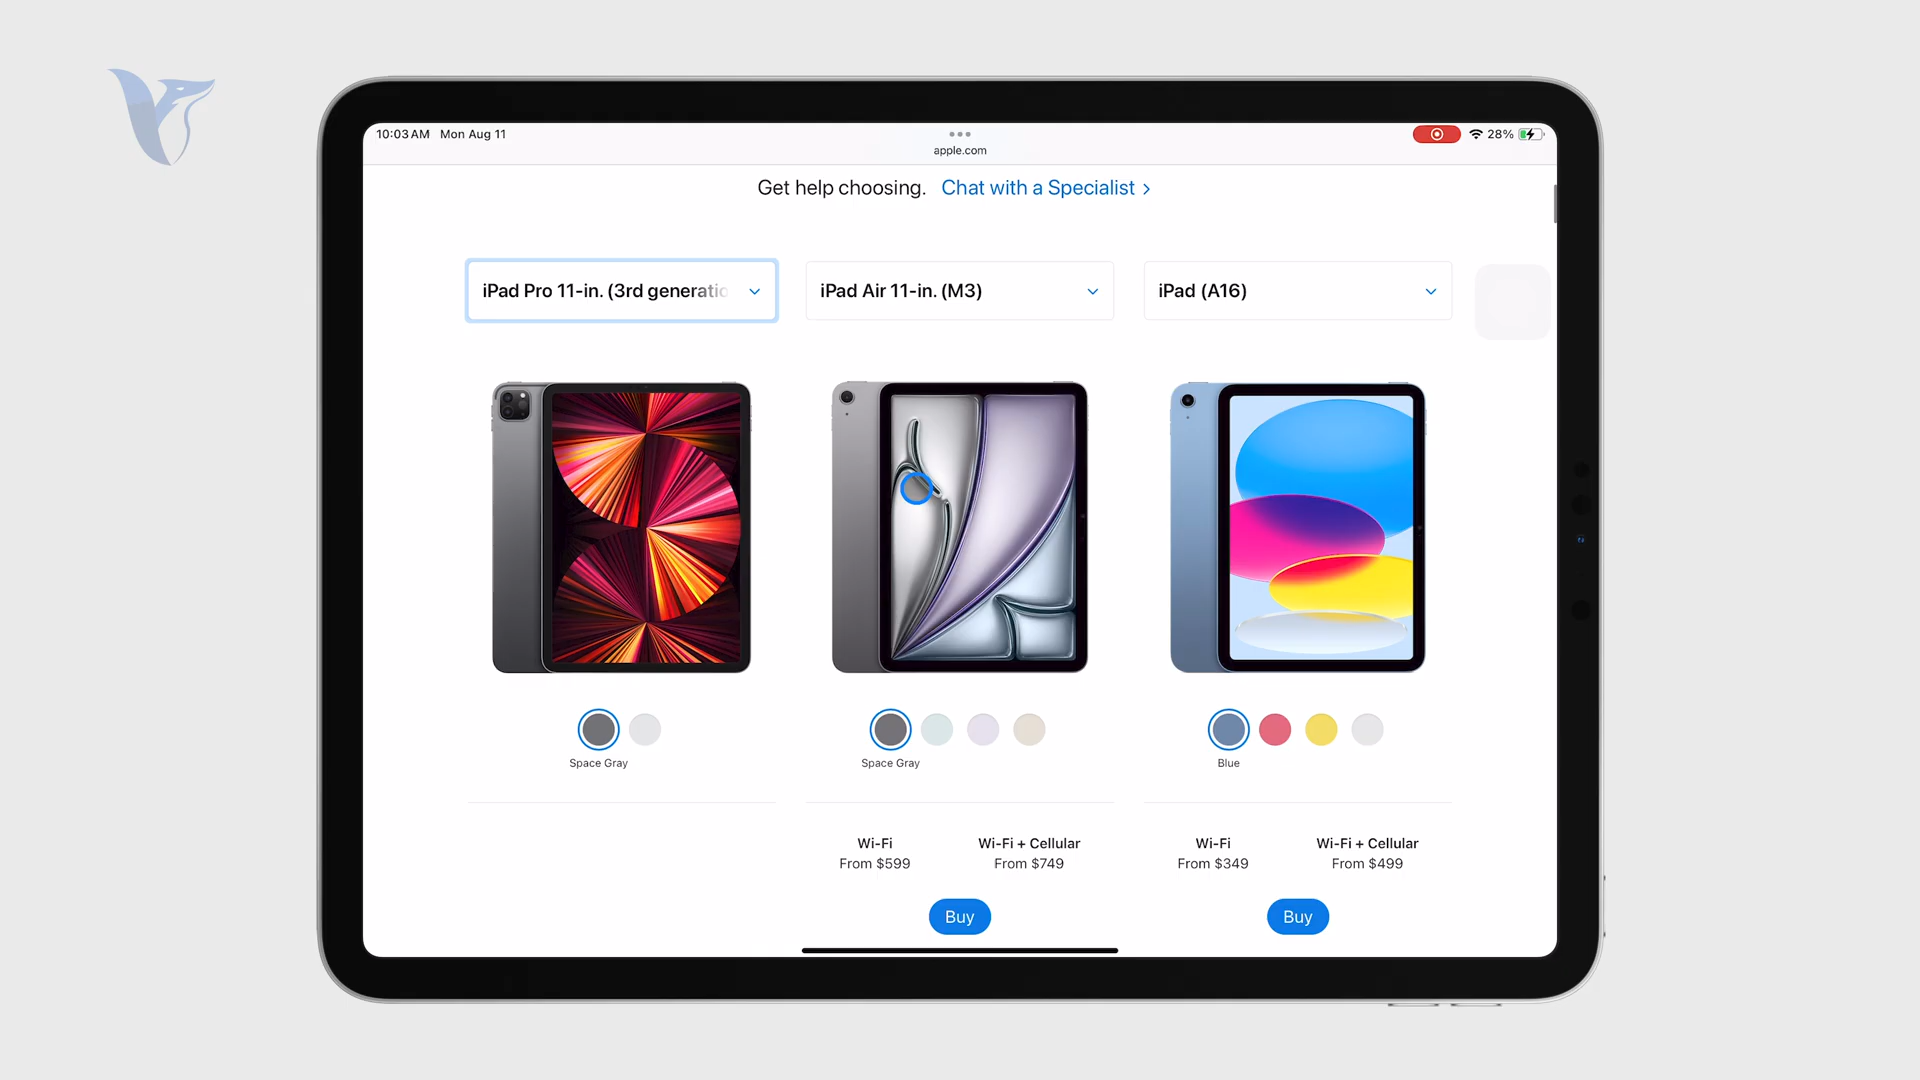 10:03 AM Mon Aug 11
28%
apple.com
Get help choosing. Chat with a Specialist >
iPad Pro 11-in. (3rd generatio
iPad Air 11-in. (M3)
iPad (A16)
Space Gray
Space Gray
Blue
Wi-Fi
From $599
Wi-Fi + Cellular
From $749
Wi-Fi
From $349
Wi-Fi + Cellular
From $499
Buy
Buy